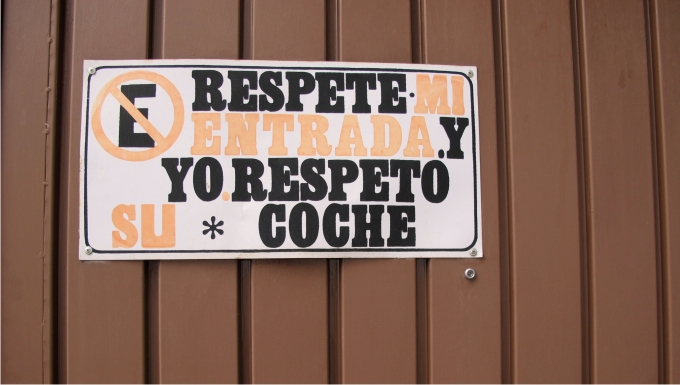 E RESPETE·MI
ENTRADA.Y
YO.RESPETO
SU * COCHE